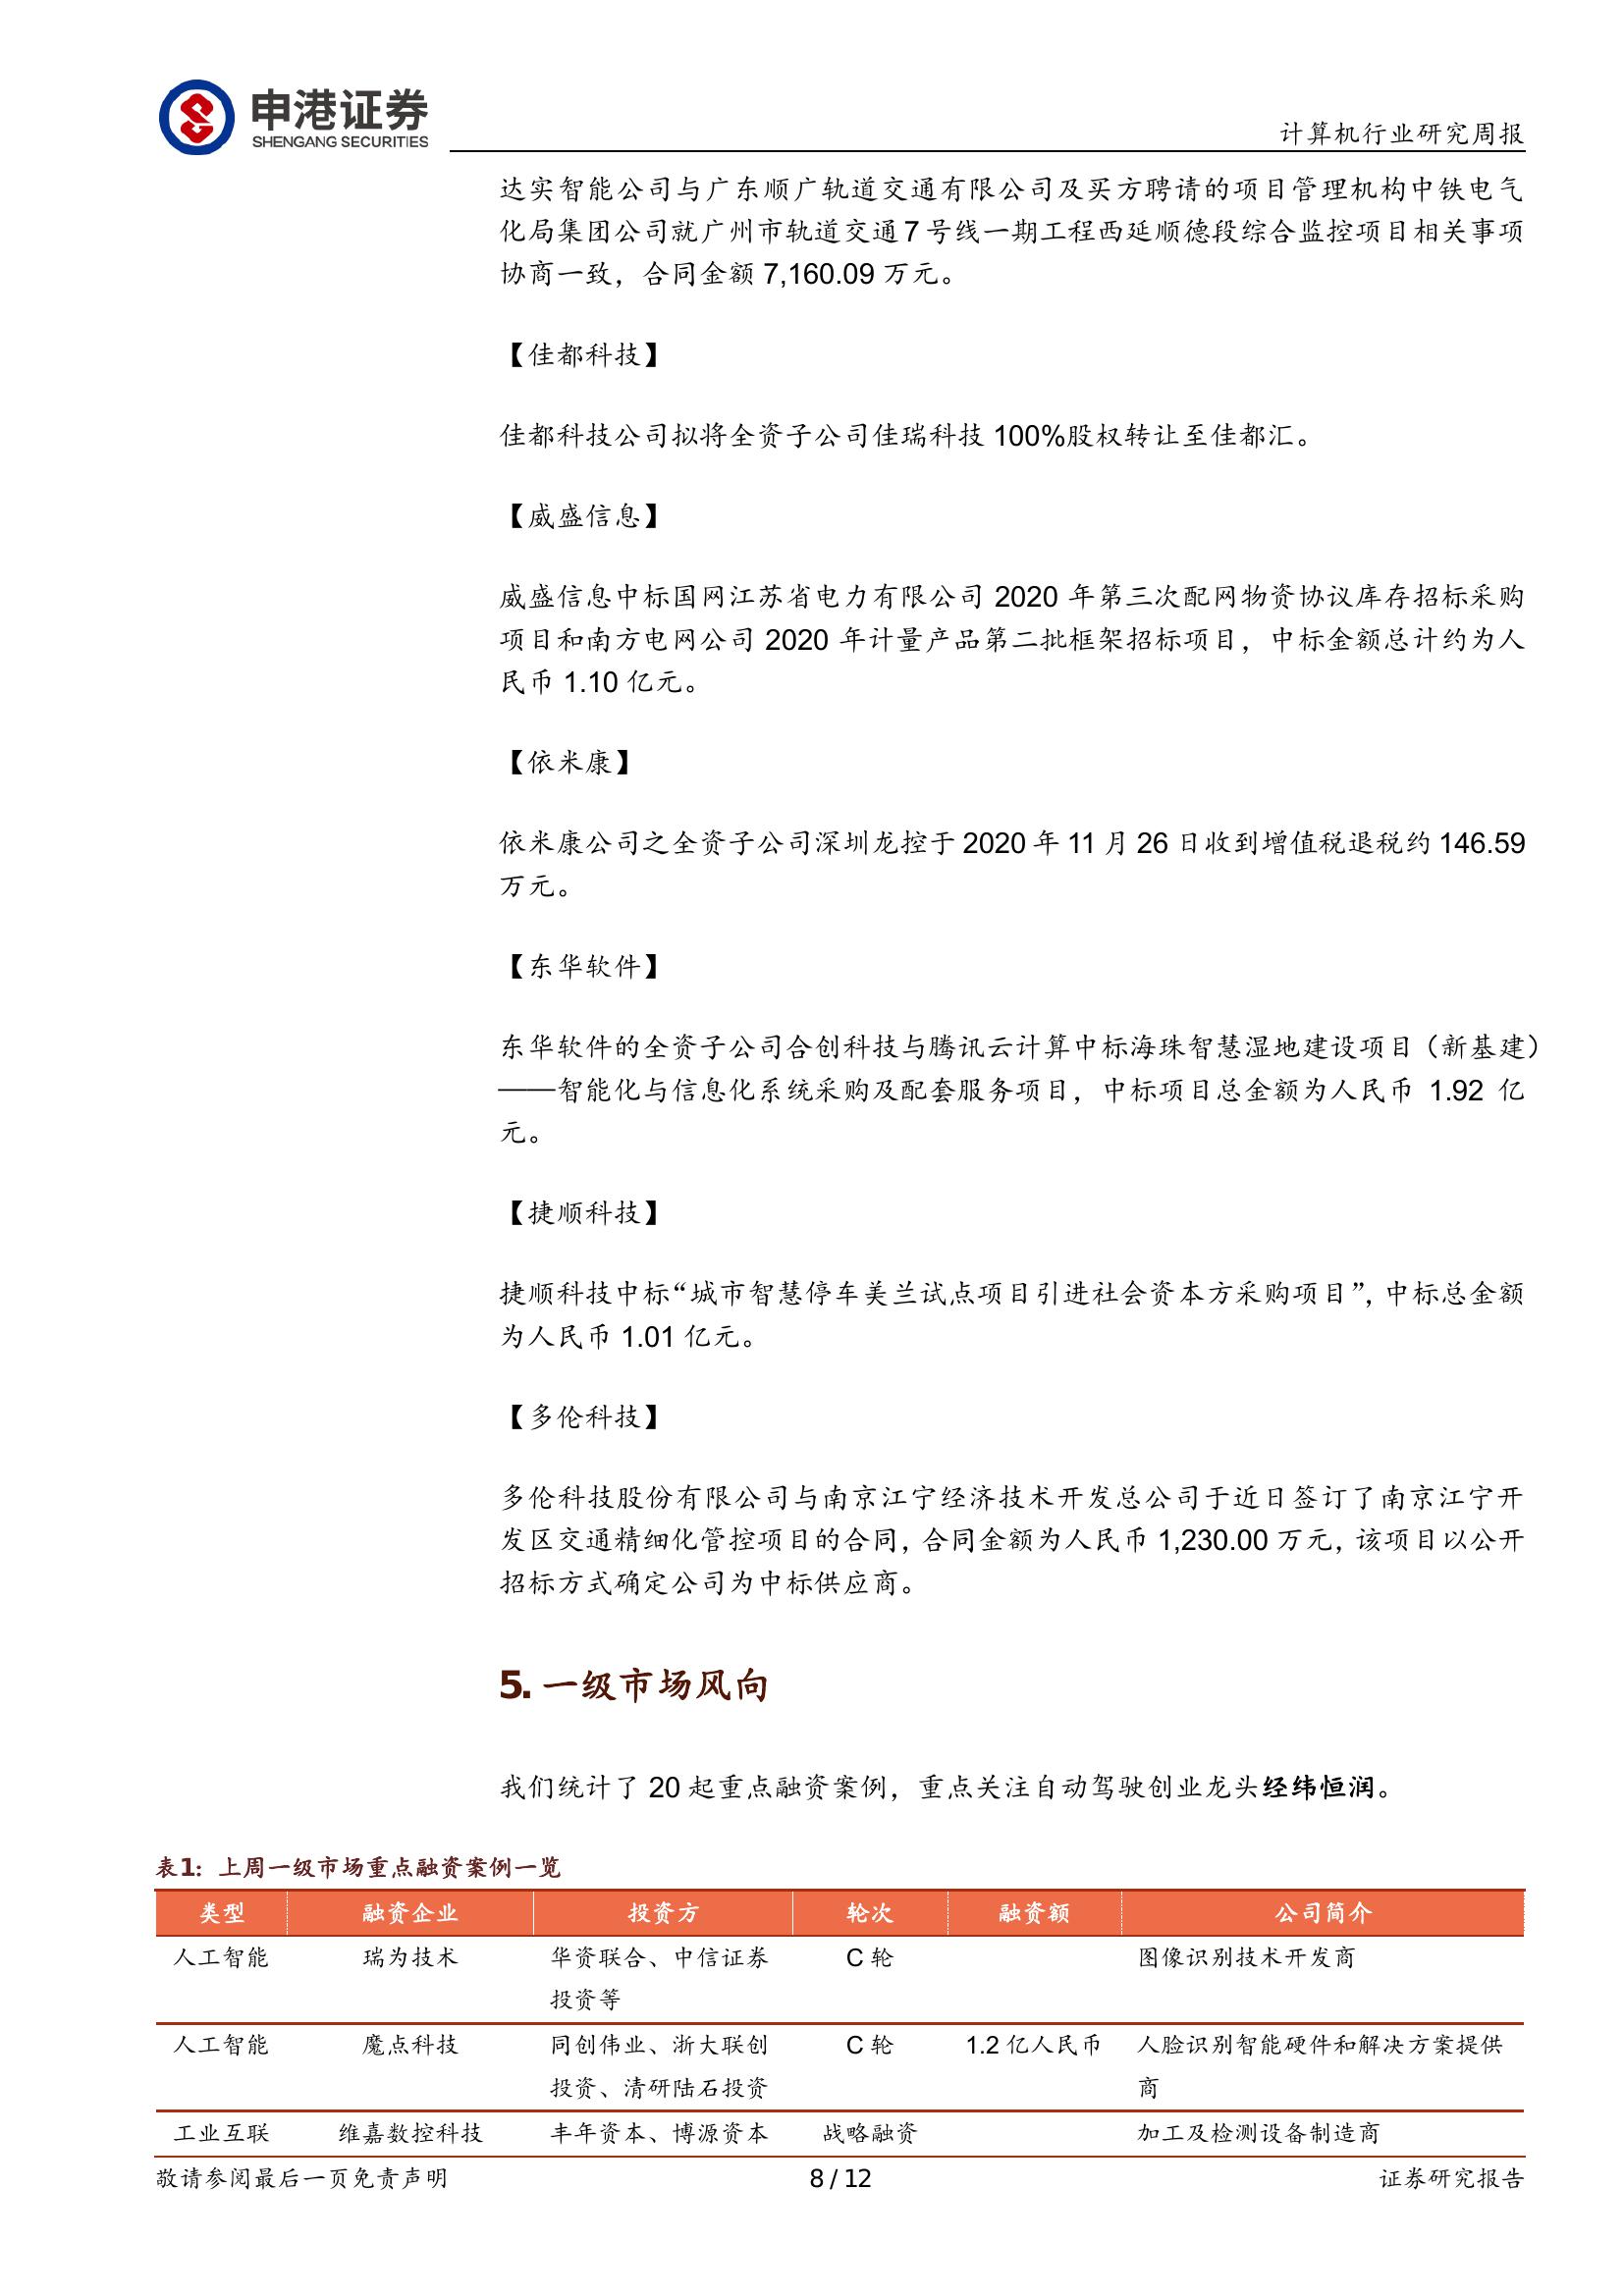 申港证券
SHENGANG SECURITIES
计算机行业研究周报
达实智能公司与广东顺广轨道交通有限公司及买方聘请的项目管理机构中铁电气
化局集团公司就广州市轨道交通 7 号线一期工程西延顺德段综合监控项目相关事项
协商一致，合同金额 7,160.09 万元。
【佳都科技】
佳都科技公司拟将全资子公司佳瑞科技 100%股权转让至佳都汇。
【威盛信息】
威盛信息中标国网江苏省电力有限公司 2020 年第三次配网物资协议库存招标采购
项目和南方电网公司 2020 年计量产品第二批框架招标项目，中标金额总计约为人
民币 1.10 亿元。
【依米康】
依米康公司之全资子公司深圳龙控于 2020 年 11 月 26 日收到增值税退税约 146.59
万元。
【东华软件】
东华软件的全资子公司合创科技与腾讯云计算中标海珠智慧湿地建设项目（新基建）
——智能化与信息化系统采购及配套服务项目，中标项目总金额为人民币 1.92 亿
元。
【捷顺科技】
捷顺科技中标“城市智慧停车美兰试点项目引进社会资本方采购项目”，中标总金额
为人民币 1.01 亿元。
【多伦科技】
多伦科技股份有限公司与南京江宁经济技术开发总公司于近日签订了南京江宁开
发区交通精细化管控项目的合同，合同金额为人民币 1,230.00 万元，该项目以公开
招标方式确定公司为中标供应商。
5. 一级市场风向
我们统计了 20 起重点融资案例，重点关注自动驾驶创业龙头经纬恒润。
表1：上周一级市场重点融资案例一览
类型 融资企业 投资方 轮次 融资额 公司简介
人工智能 瑞为技术 华资联合、中信证券 C 轮 图像识别技术开发商
投资等
人工智能 魔点科技 同创伟业、浙大联创 C 轮 1.2 亿人民币 人脸识别智能硬件和解决方案提供
投资、清研陆石投资 商
工业互联 维嘉数控科技 丰年资本、博源资本 战略融资 加工及检测设备制造商
敬请参阅最后一页免责声明 8 / 12 证券研究报告